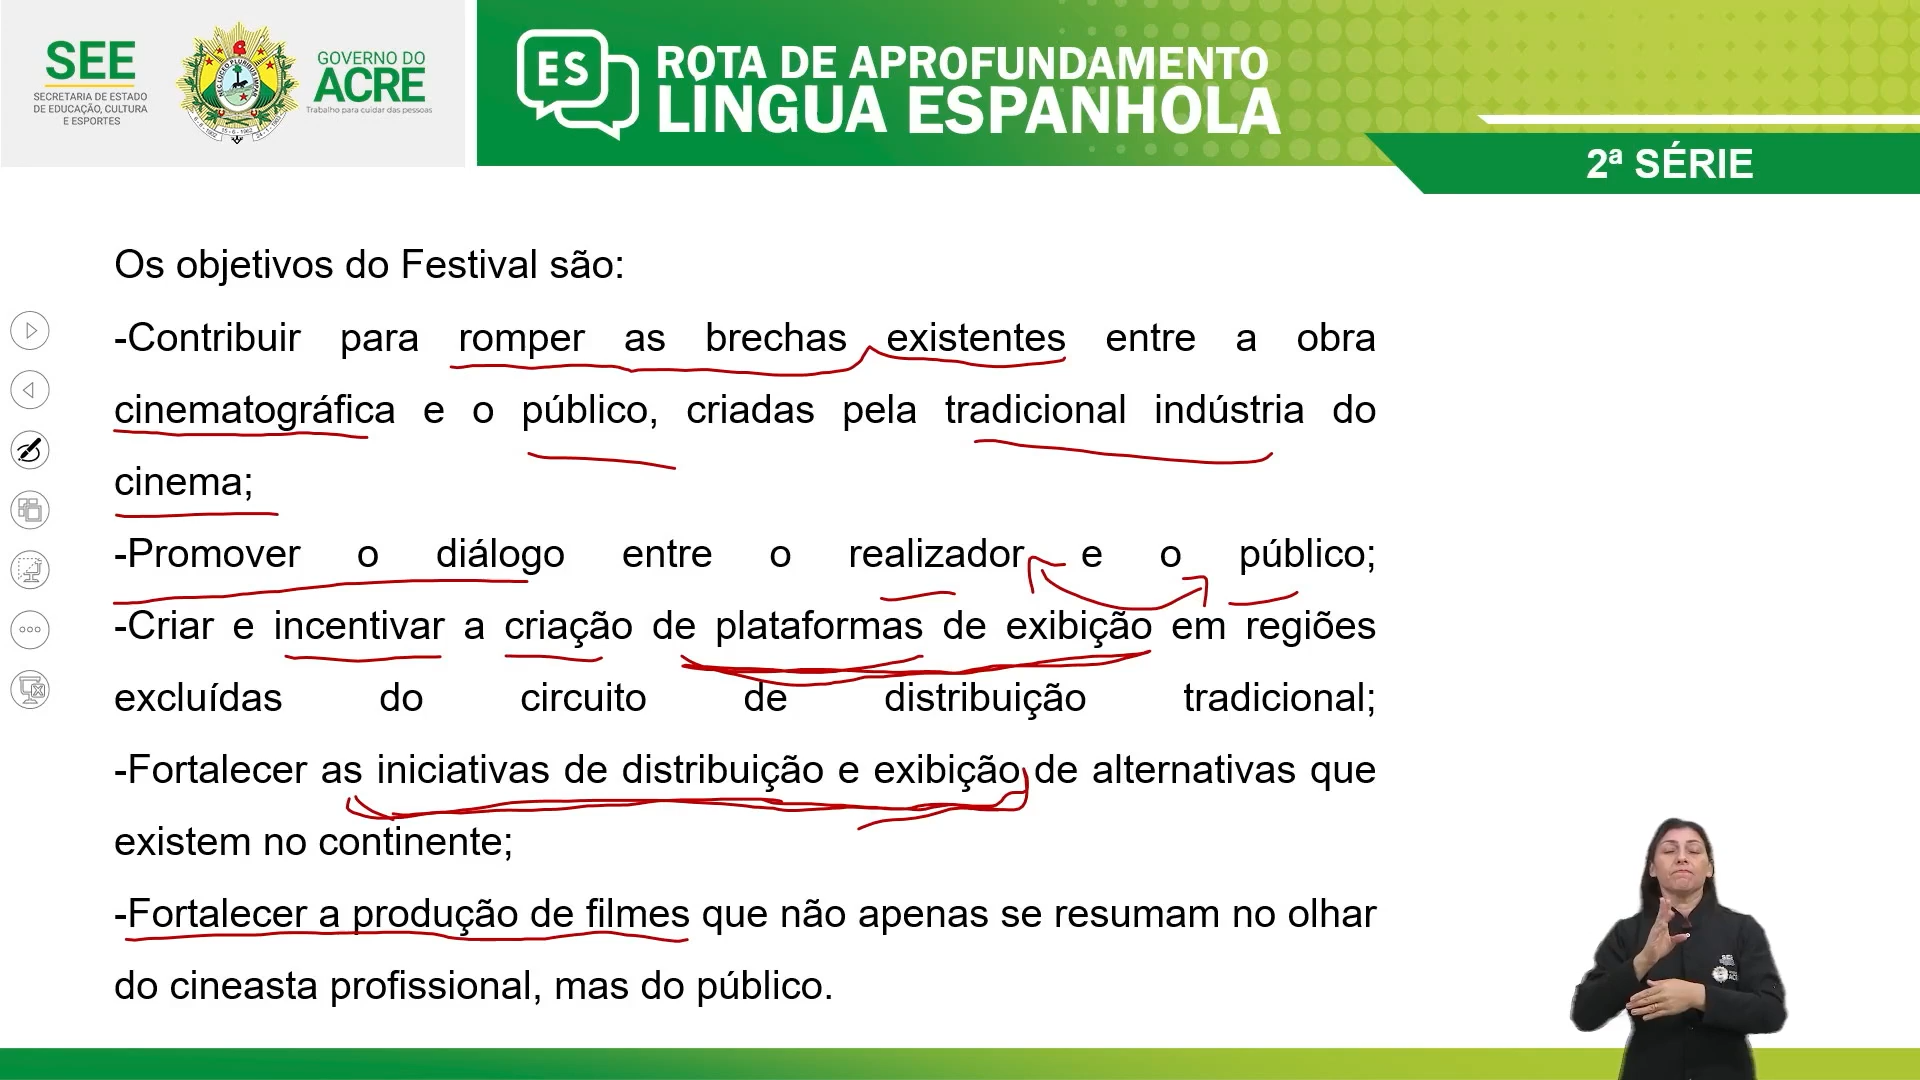 SEE
SECRETARIA DE ESTADO
DE EDUCAÇÃO, CULTURA
E ESPORTES
GOVERNO DO
ACRE
Trabalho para cuidar das pessoas
ES
ROTA DE APROFUNDAMENTO
LÍNGUA ESPANHOLA
2ª SÉRIE
Os objetivos do Festival são:
-Contribuir para romper as brechas existentes entre a obra
cinematográfica e o público, criadas pela tradicional indústria do
cinema;
-Promover o diálogo entre o realizador e o público;
-Criar e incentivar a criação de plataformas de exibição em regiões
excluídas do circuito de distribuição tradicional;
-Fortalecer as iniciativas de distribuição e exibição de alternativas que
existem no continente;
-Fortalecer a produção de filmes que não apenas se resumam no olhar
do cineasta profissional, mas do público.